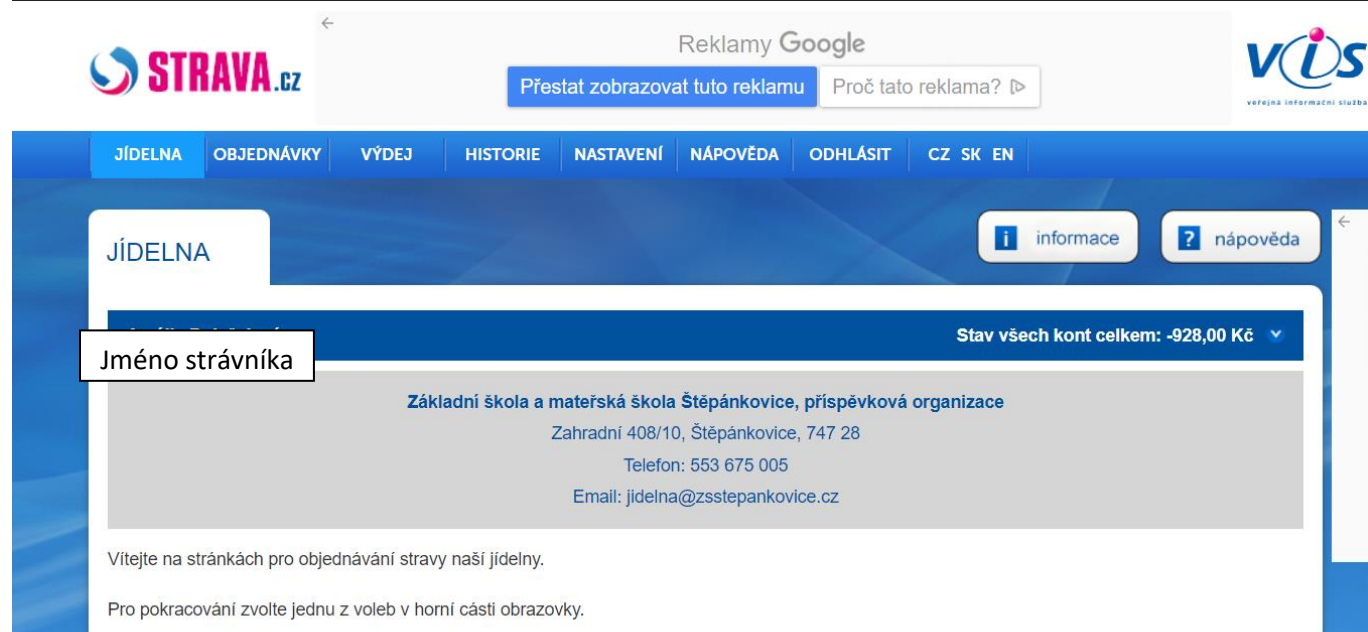 STRAVA.cz
Reklamy Google
Přestat zobrazovat tuto reklamu
Proč tato reklama?
vis
veřejná informační služba
JÍDELNA OBJEDNÁVKY VÝDEJ HISTORIE NASTAVENÍ NÁPOVĚDA ODHLÁSIT CZ SK EN
JÍDELNA
i informace
? nápověda
Jméno strávníka
Stav všech kont celkem: -928,00 Kč
Základní škola a mateřská škola Štěpánkovice, příspěvková organizace
Zahradní 408/10, Štěpánkovice, 747 28
Telefon: 553 675 005
Email: jidelna@zsstepankovice.cz
Vítejte na stránkách pro objednávání stravy naší jídelny.
Pro pokracování zvolte jednu z voleb v horní cásti obrazovky.